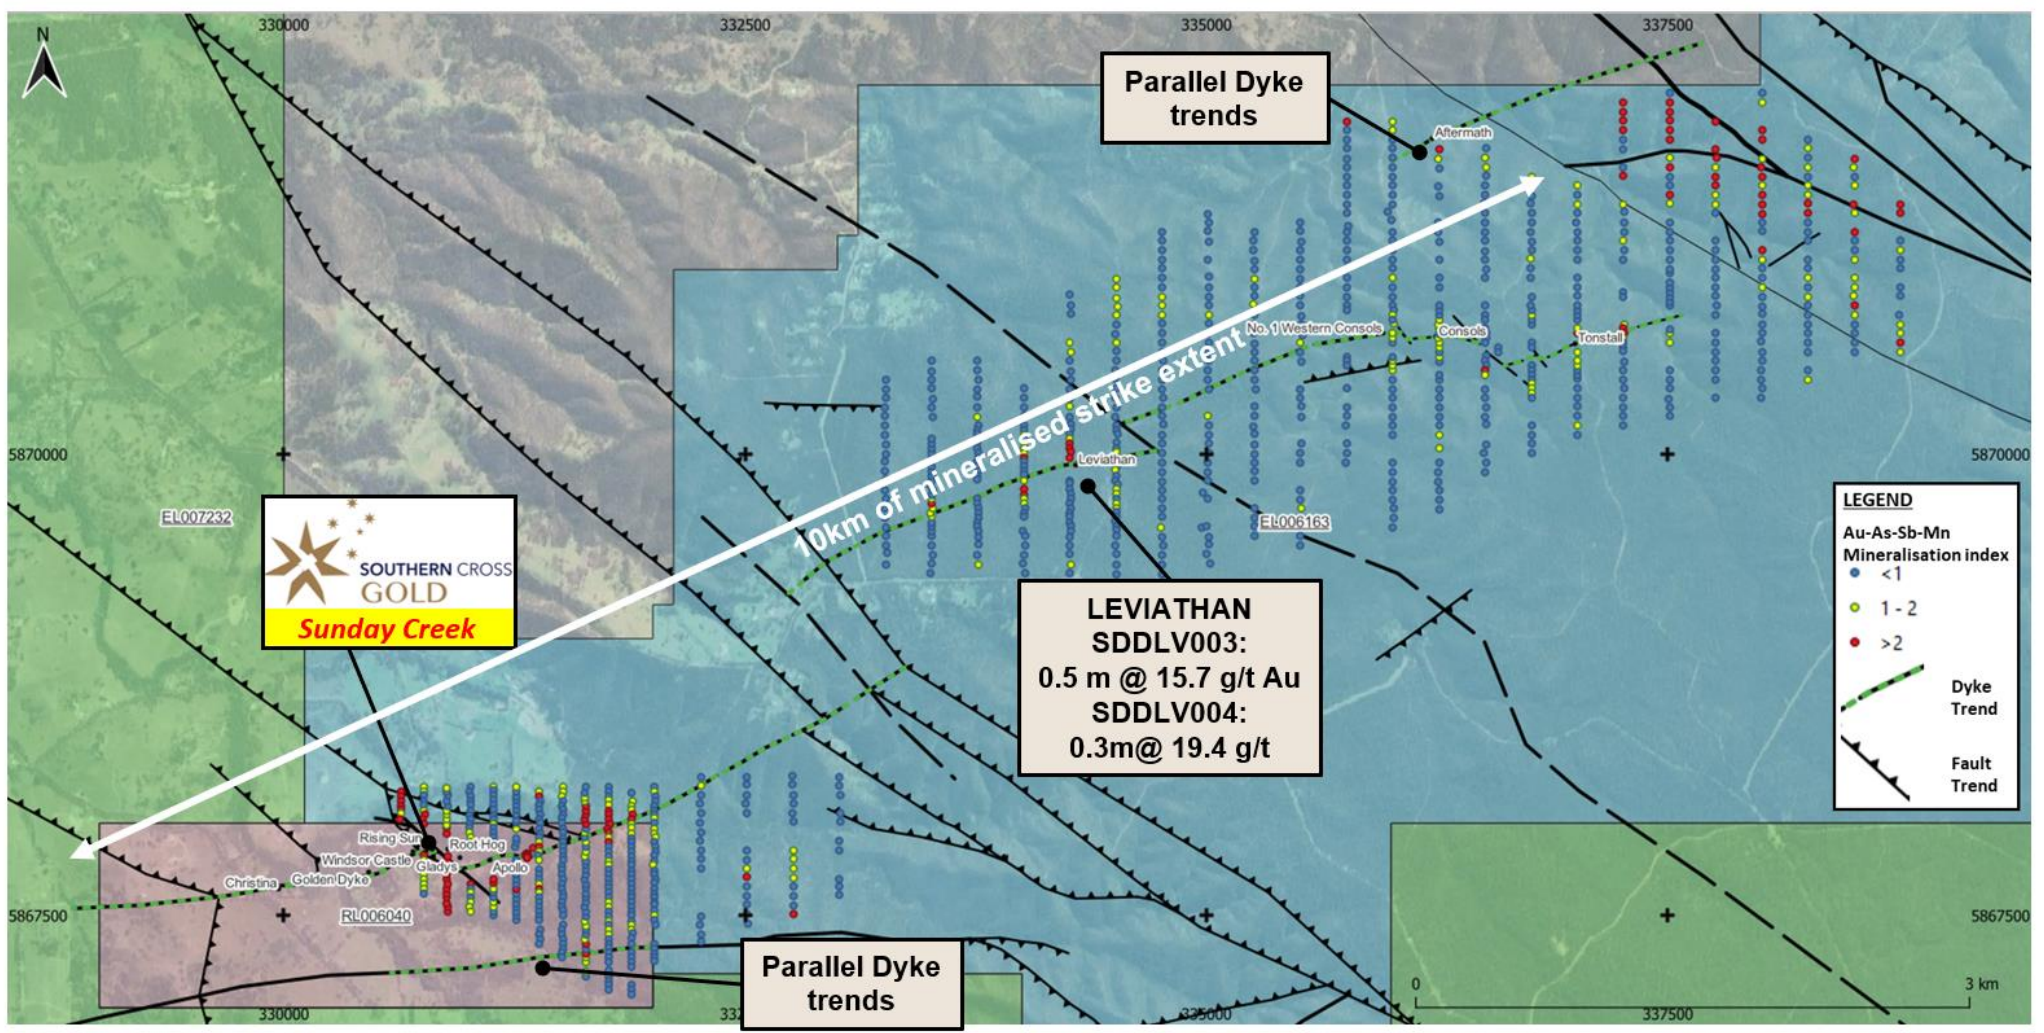 330000
332500
335000
337500
N
Parallel Dyke
trends
Aftermath
No. 1 Western Consols
Consols
Tonstall
10km of mineralised strike extent
Leviathan
5870000
5870000
EL007232
EL006163
SOUTHERN CROSS
GOLD
Sunday Creek
LEVIATHAN
SDDLV003:
0.5 m @ 15.7 g/t Au
SDDLV004:
0.3m@ 19.4 g/t
LEGEND
Au-As-Sb-Mn
Mineralisation index
<1
1 - 2
>2
Dyke
Trend
Fault
Trend
Rising Sun
Root Hog
Windsor Castle
Gladys
Apollo
Golden Dyke
Christina
RL006040
5867500
5867500
Parallel Dyke
trends
0
3 km
330000
335000
337500